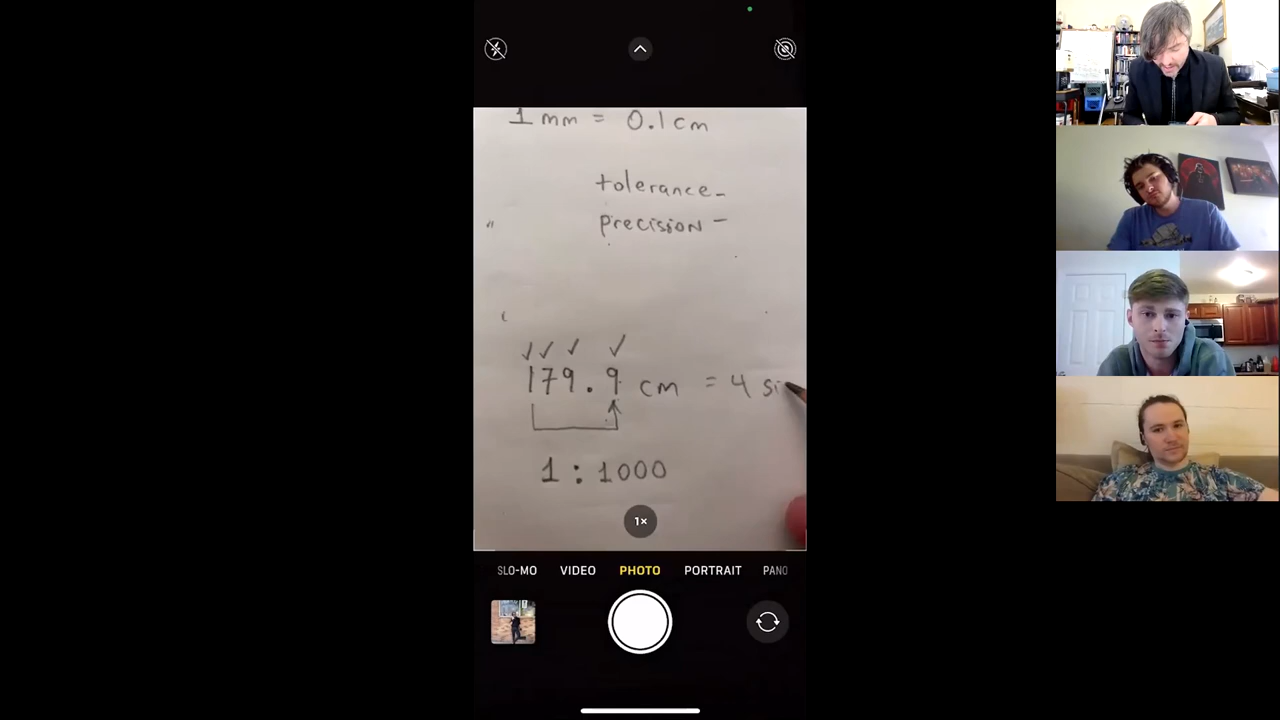 1 mm = 0.1 cm
tolerance-
precision-
179.9 cm = 4 si
1 : 1000
1×
SLO-MO VIDEO PHOTO PORTRAIT PANO